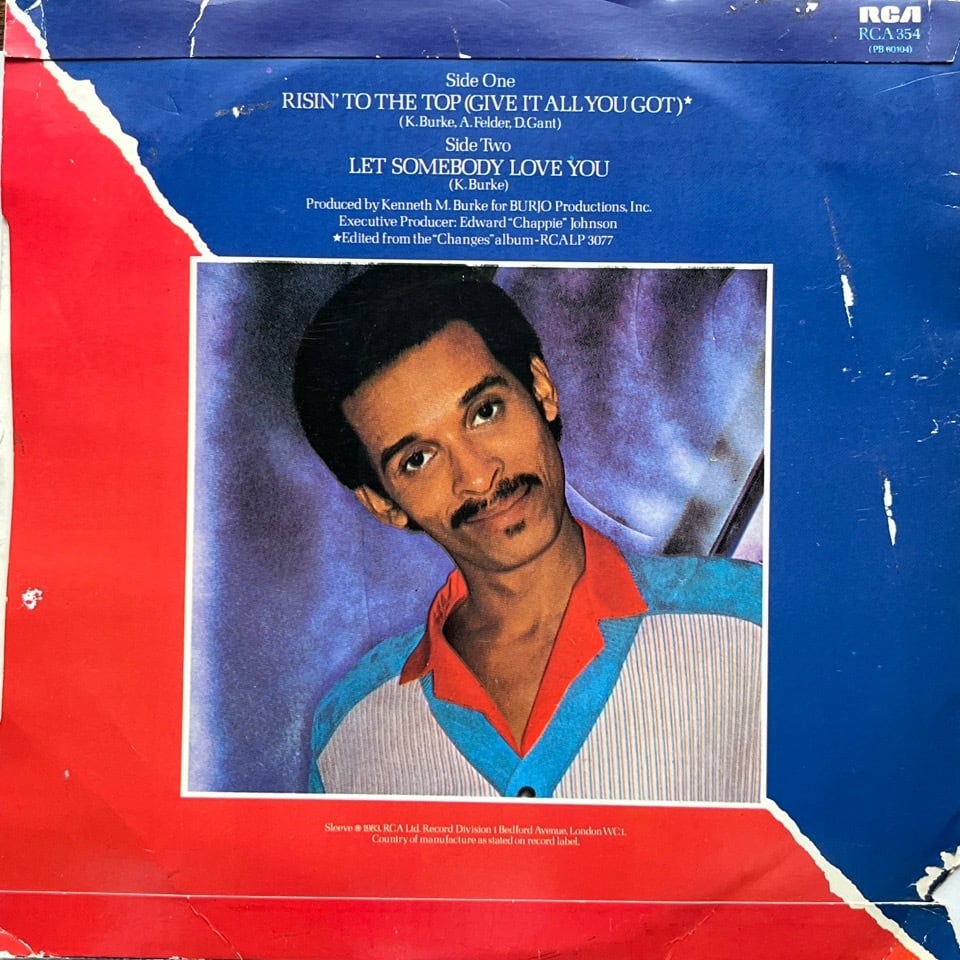 RCA
RCA 354
(PB 60104)
Side One
RISIN' TO THE TOP (GIVE IT ALL YOU GOT)★
(K. Burke, A. Felder, D. Gant)
Side Two
LET SOMEBODY LOVE YOU
(K. Burke)
Produced by Kenneth M. Burke for BURJO Productions, Inc.
Executive Producer: Edward "Chappie" Johnson
★Edited from the "Changes" album - RCALP 3077
Sleeve ℗ 1983. RCA Ltd. Record Division 1 Bedford Avenue, London WC1.
Country of manufacture as stated on record label.